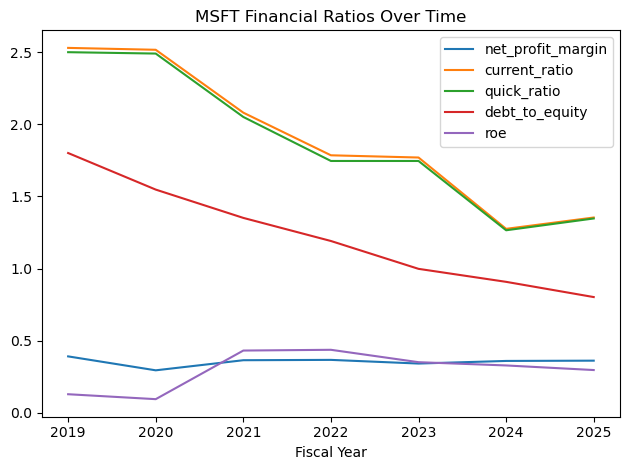 MSFT Financial Ratios Over Time
net_profit_margin
current_ratio
quick_ratio
debt_to_equity
roe
2.5
2.0
1.5
1.0
0.5
0.0
2019 2020 2021 2022 2023 2024 2025
Fiscal Year